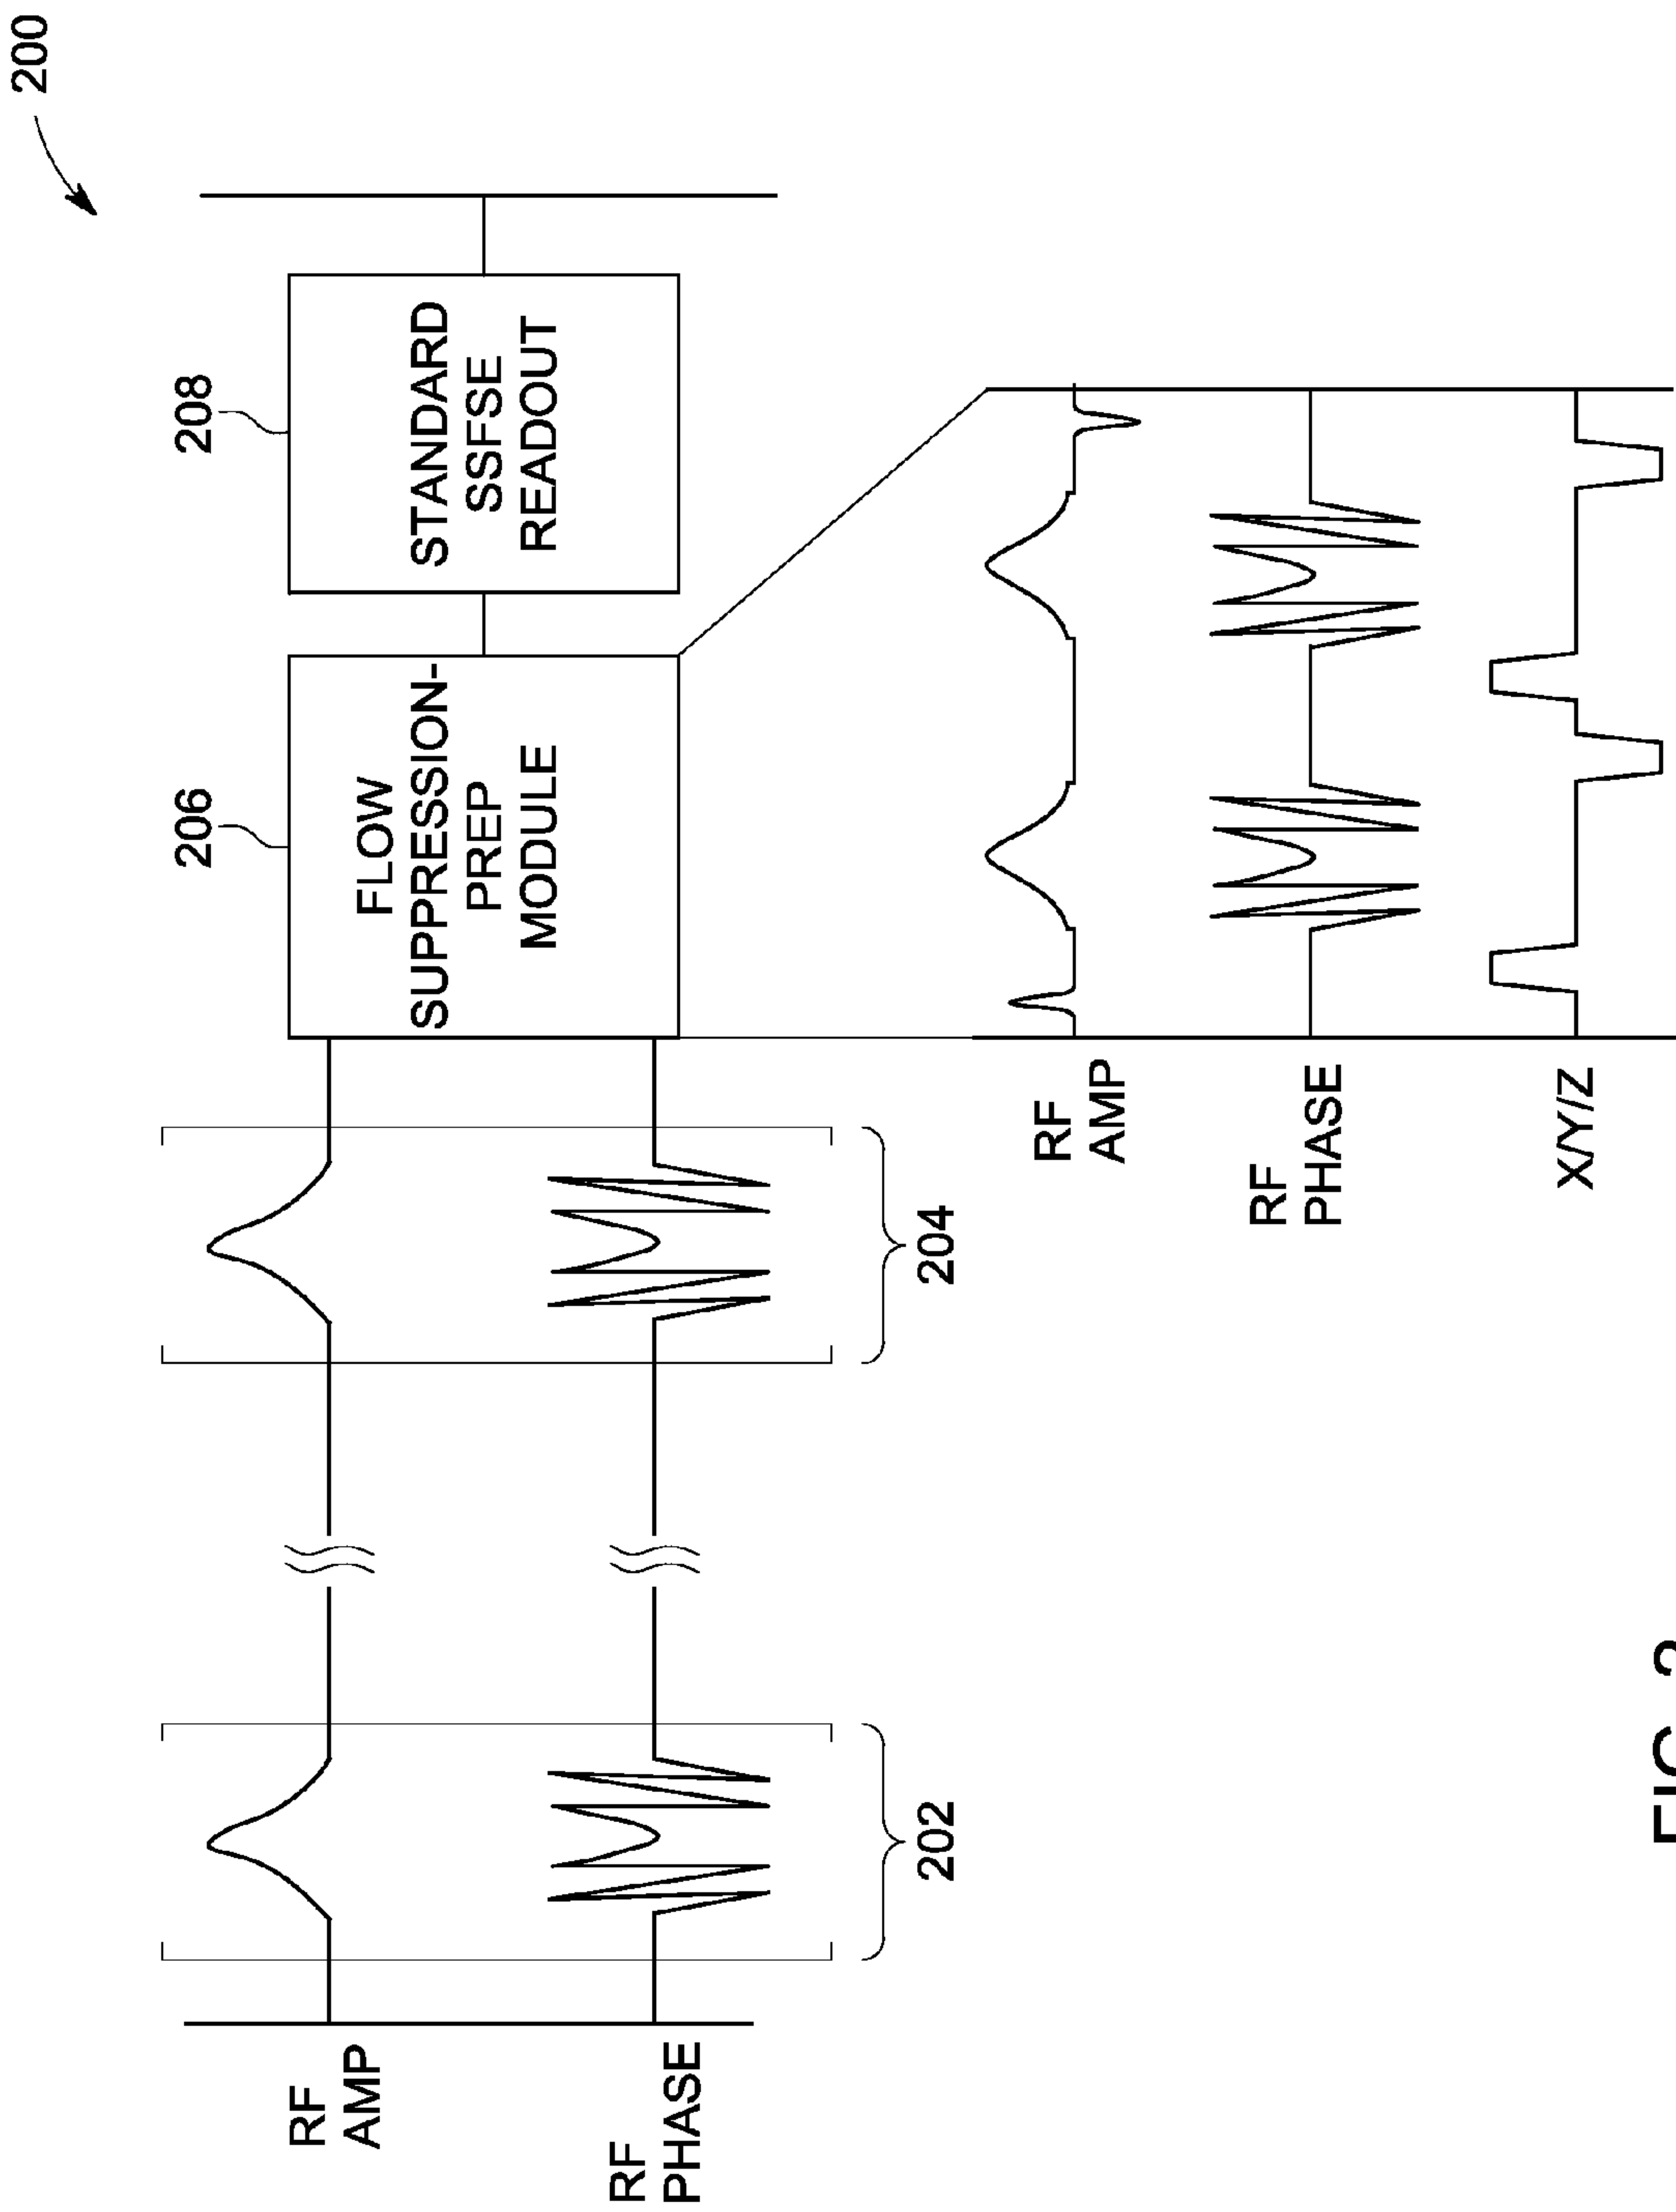 200
208
206
STANDARD
SSFSE
READOUT
FLOW
SUPPRESSION-
PREP
MODULE
RF
AMP
RF
PHASE
204
202
RF
AMP
RF
PHASE
X/Y/Z